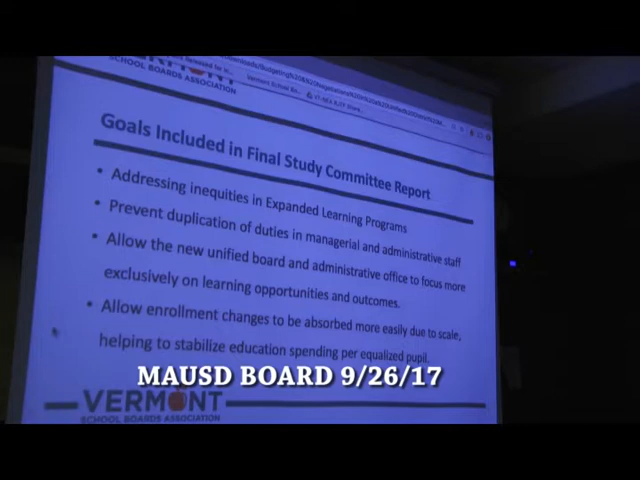 SCHOOL BOARDS ASSOCIATION
Goals Included in Final Study Committee Report
• Addressing inequities in Expanded Learning Programs
• Prevent duplication of duties in managerial and administrative staff
• Allow the new unified board and administrative office to focus more
exclusively on learning opportunities and outcomes.
• Allow enrollment changes to be absorbed more easily due to scale,
helping to stabilize education spending per equalized pupil.
MAUSD BOARD 9/26/17
VERMONT
SCHOOL BOARDS ASSOCIATION